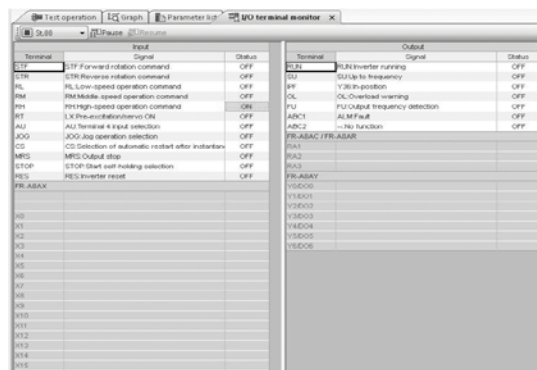 Test operation Graph Parameter list I/O terminal monitor
St.00 Pause Resume
Input
Terminal Signal Status
STF STF:Forward rotation command OFF
STR STR:Reverse rotation command OFF
RL RL:Low-speed operation command OFF
RM RM:Middle-speed operation command OFF
RH RH:High-speed operation command ON
RT LX:Pre-excitation/servo ON OFF
AU AU:Terminal 4 input selection OFF
JOG JOG:Jog operation selection OFF
CS CS:Selection of automatic restart after instantan OFF
MRS MRS:Output stop OFF
STOP STOP:Start self-holding selection OFF
RES RES:Inverter reset OFF
FR-A8AX
X0
X1
X2
X3
X4
X5
X6
X7
X8
X9
X10
X11
X12
X13
X14
X15
Output
Terminal Signal Status
RUN RUN:Inverter running OFF
SU SU:Up to frequency OFF
IPF Y36:In-position OFF
OL OL:Overload warning OFF
FU FU:Output frequency detection OFF
ABC1 ALM:Fault OFF
ABC2 --:No function OFF
FR-A8AC / FR-A8AR
RA1
RA2
RA3
FR-A8AY
Y0/DO0
Y1/DO1
Y2/DO2
Y3/DO3
Y4/DO4
Y5/DO5
Y6/DO6